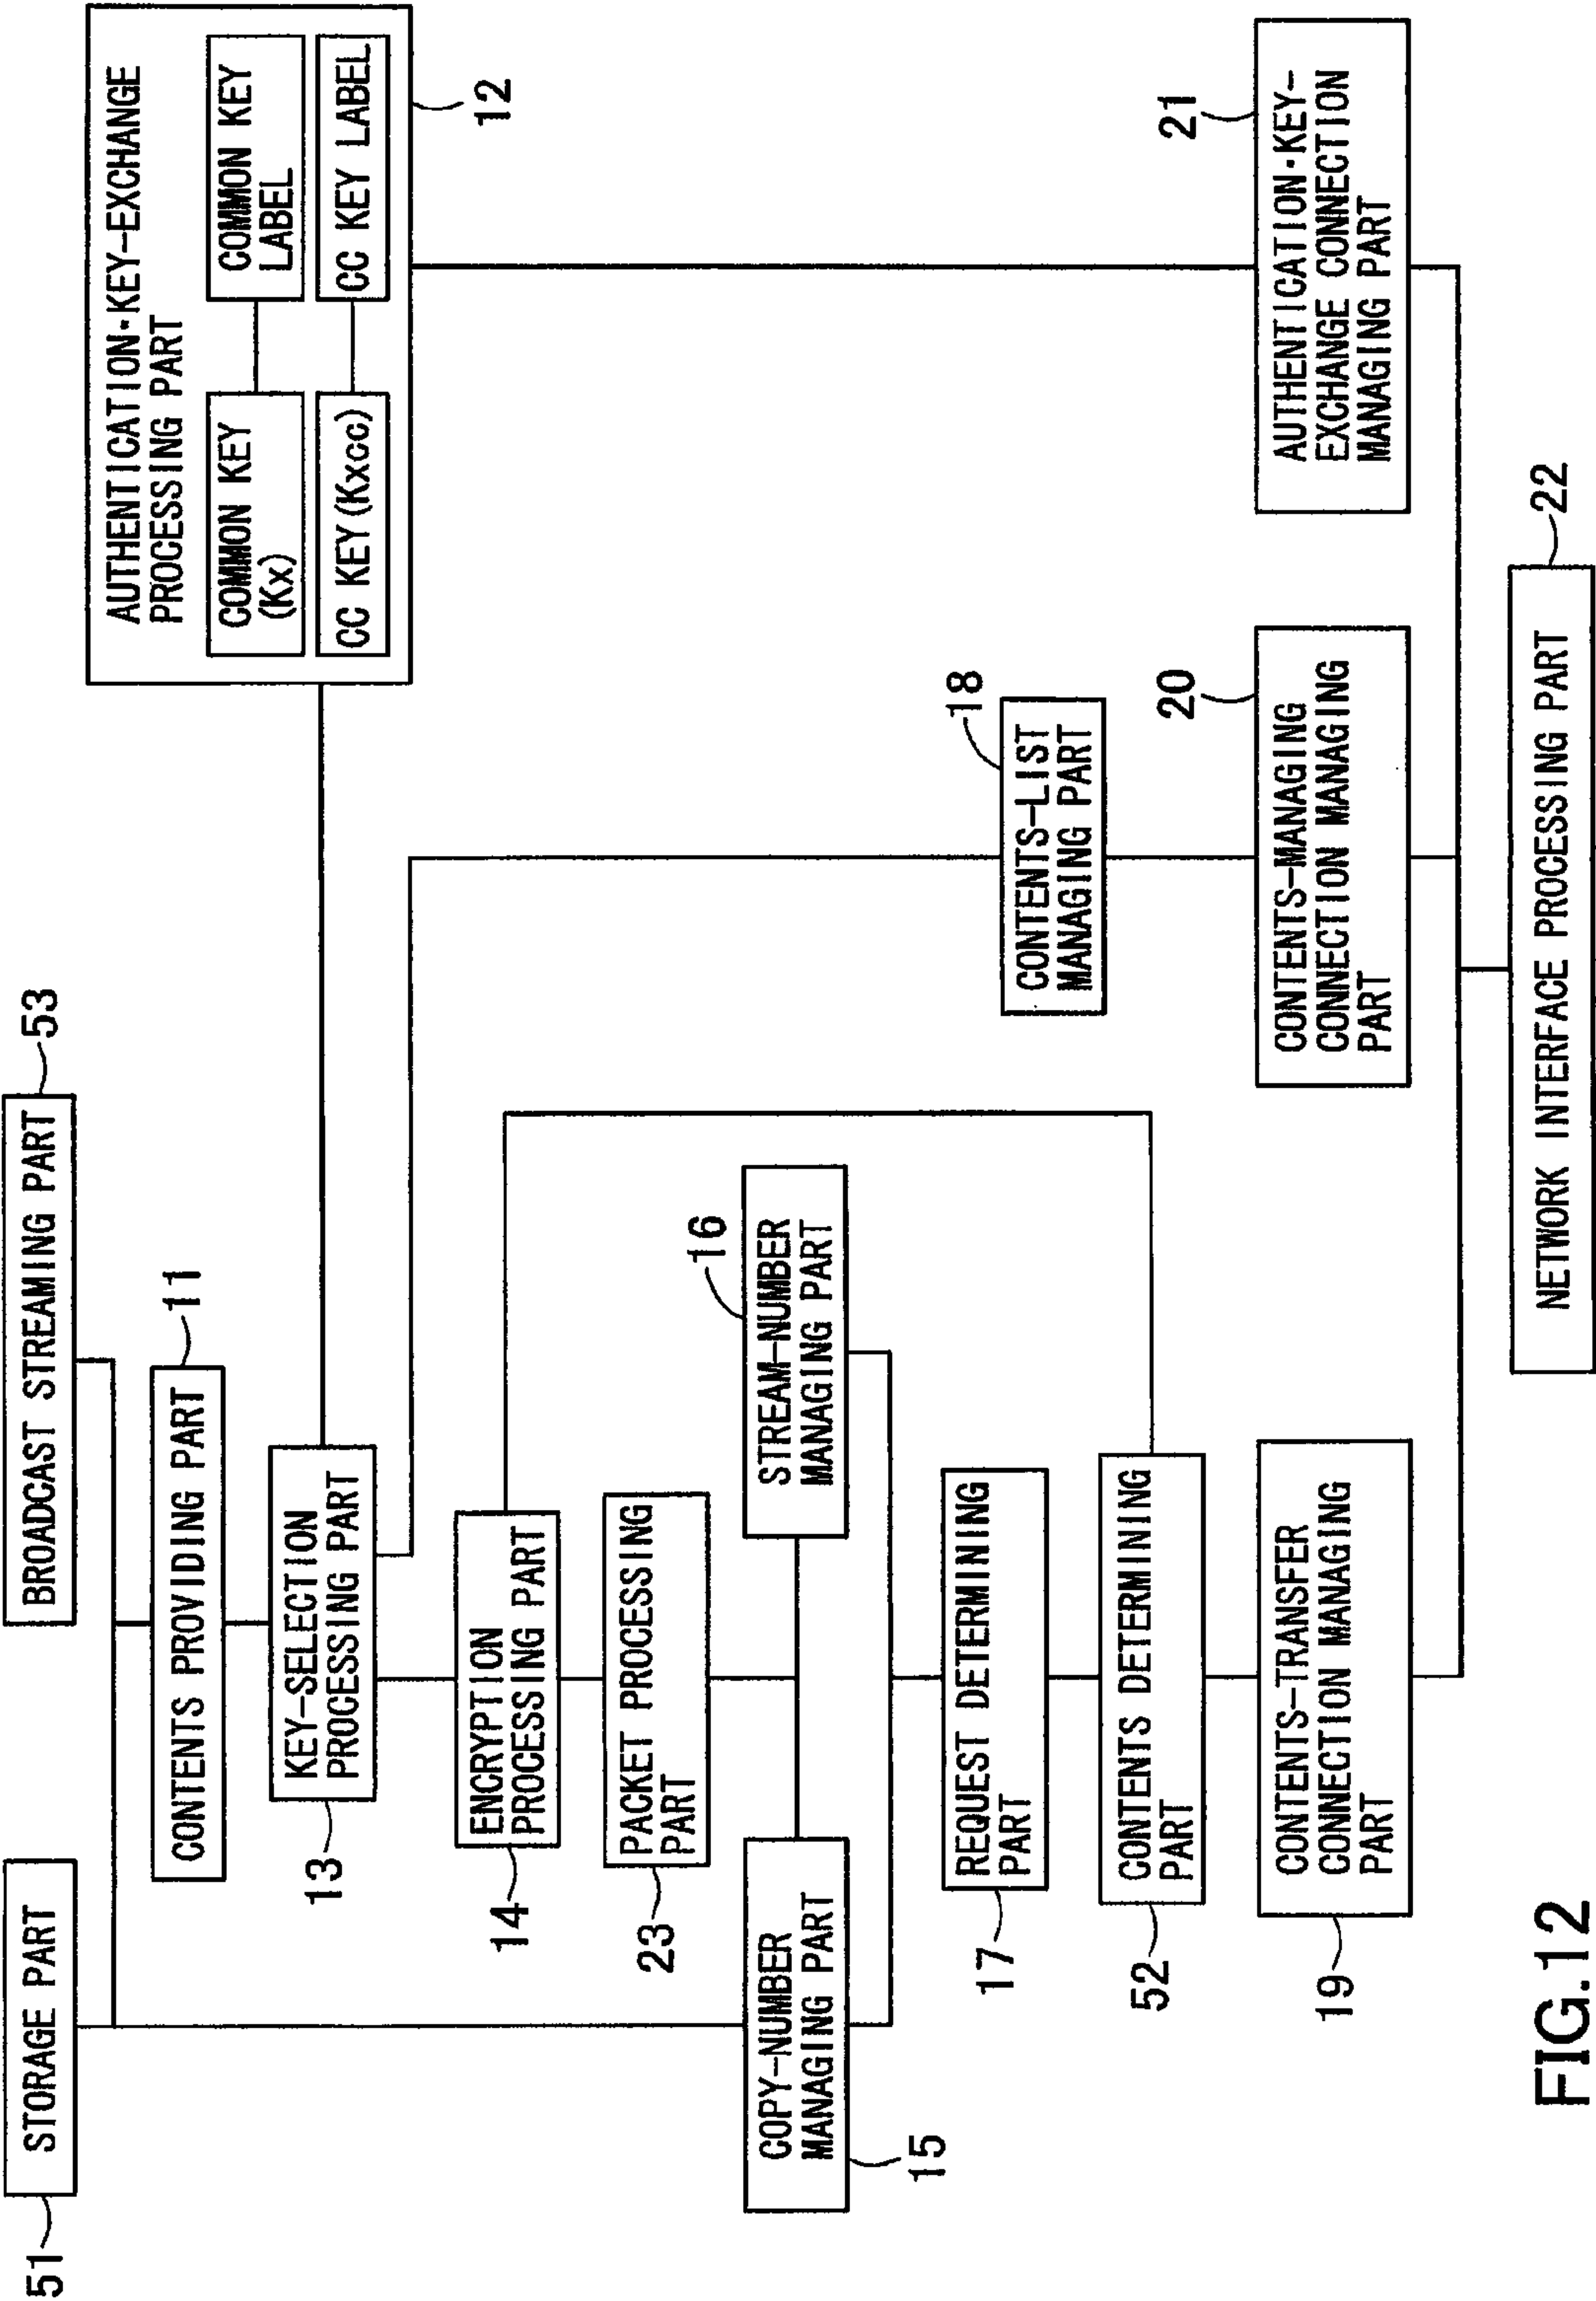 51
STORAGE PART
BROADCAST STREAMING PART
53
CONTENTS PROVIDING PART
11
AUTHENTICATION·KEY-EXCHANGE
PROCESSING PART
COMMON KEY
(Kx)
COMMON KEY
LABEL
CC KEY(Kxcc)
CC KEY LABEL
12
13
KEY-SELECTION
PROCESSING PART
14
ENCRYPTION
PROCESSING PART
23
PACKET PROCESSING
PART
15
COPY-NUMBER
MANAGING PART
16
STREAM-NUMBER
MANAGING PART
17
REQUEST DETERMINING
PART
18
CONTENTS-LIST
MANAGING PART
52
CONTENTS DETERMINING
PART
19
CONTENTS-TRANSFER
CONNECTION MANAGING
PART
20
CONTENTS-MANAGING
CONNECTION MANAGING
PART
21
AUTHENTICATION·KEY-
EXCHANGE CONNECTION
MANAGING PART
NETWORK INTERFACE PROCESSING PART
22
FIG.12